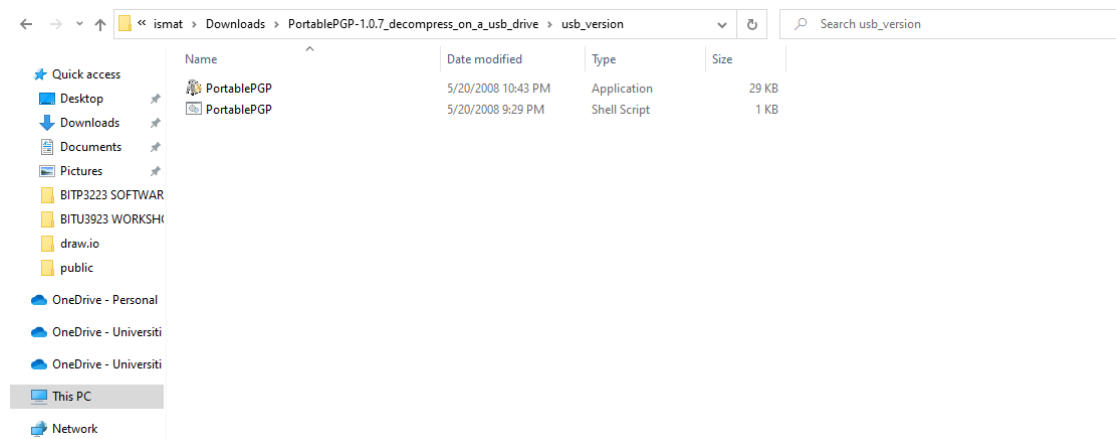 « ismat › Downloads › PortablePGP-1.0.7_decompress_on_a_usb_drive › usb_version
Search usb_version
Name Date modified Type Size
Quick access
Desktop
Downloads
Documents
Pictures
BITP3223 SOFTWAR
BITU3923 WORKSH
draw.io
public
OneDrive - Personal
OneDrive - Universiti
OneDrive - Universiti
This PC
Network
PortablePGP 5/20/2008 10:43 PM Application 29 KB
PortablePGP 5/20/2008 9:29 PM Shell Script 1 KB